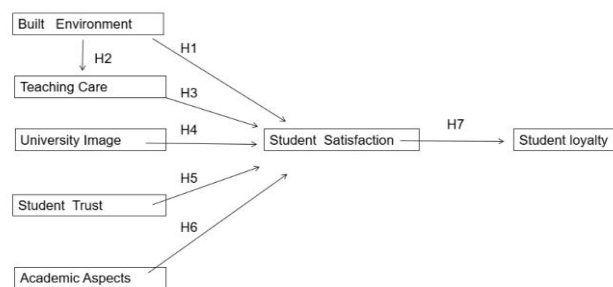 Built Environment
H1
H2
Teaching Care
H3
University Image
H4
Student Satisfaction
H7
Student loyalty
H5
Student Trust
H6
Academic Aspects